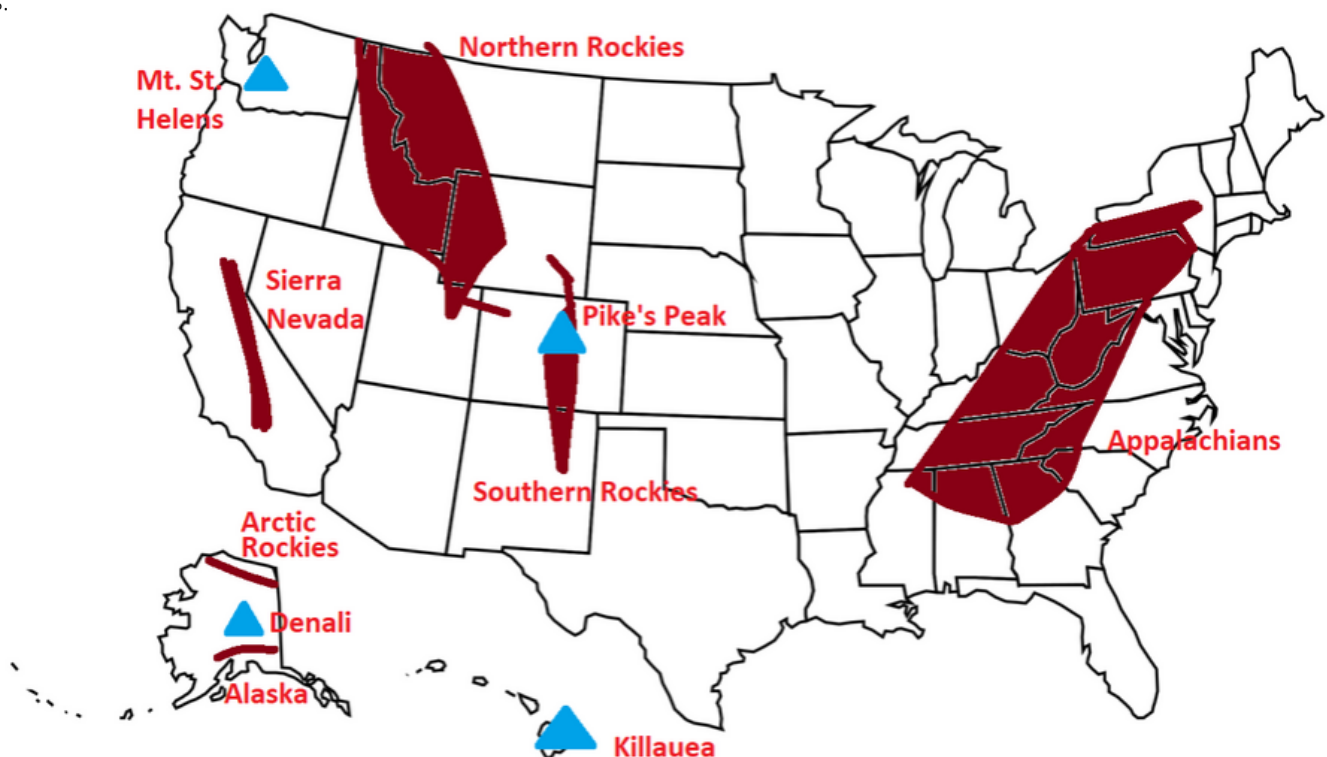 Northern Rockies
Mt. St.
Helens
Sierra
Nevada
Pike's Peak
Appalachians
Southern Rockies
Arctic
Rockies
Denali
Alaska
Killauea